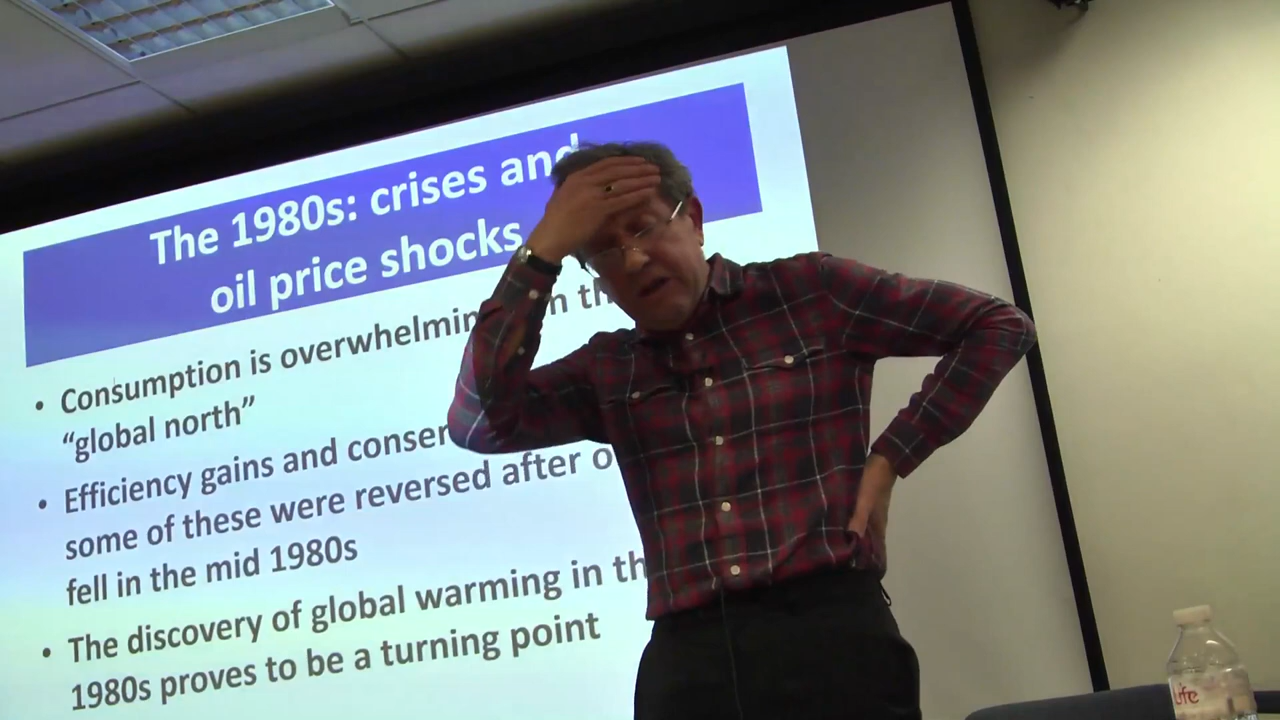 The 1980s: crises and
oil price shocks
• Consumption is overwhelmin n th
“global north”
• Efficiency gains and conser
some of these were reversed after o
fell in the mid 1980s
• The discovery of global warming in th
1980s proves to be a turning point
Life